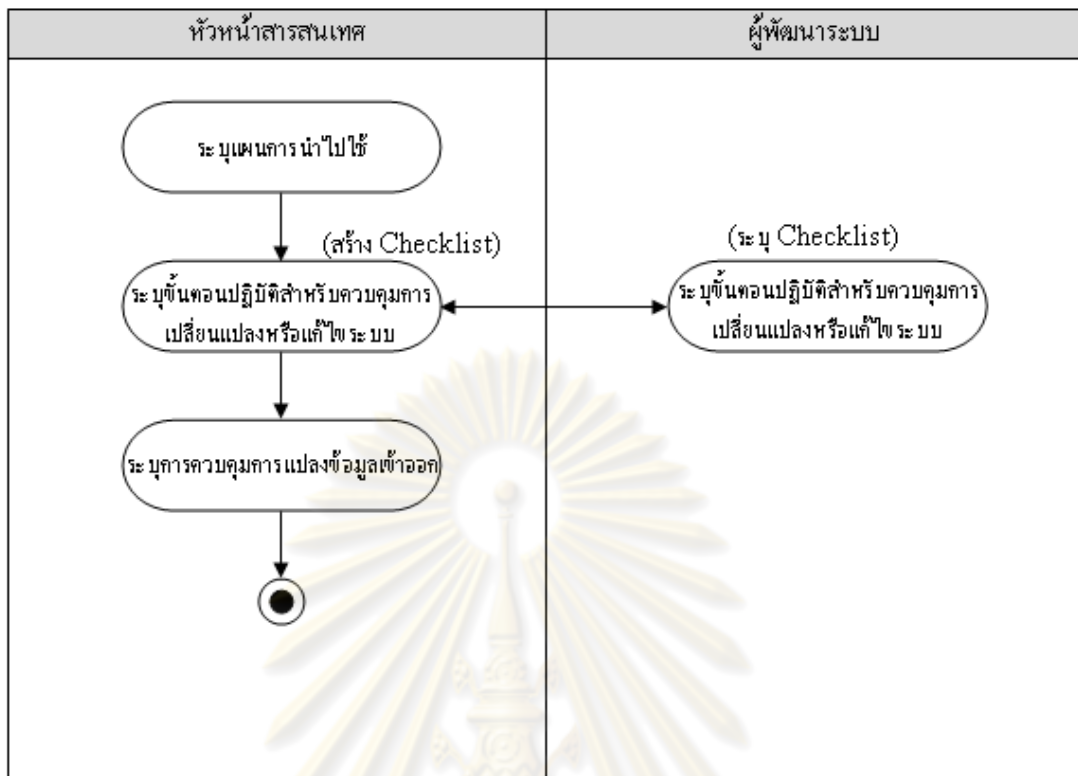 หัวหน้าสารสนเทศ
ผู้พัฒนาระบบ
ระบุแผนการนำไปใช้
(สร้าง Checklist)
(ระบุ Checklist)
ระบุขั้นตอนปฏิบัติสำหรับควบคุมการ
เปลี่ยนแปลงหรือแก้ไขระบบ
ระบุขั้นตอนปฏิบัติสำหรับควบคุมการ
เปลี่ยนแปลงหรือแก้ไขระบบ
ระบุการควบคุมการแปลงข้อมูลเข้าออก